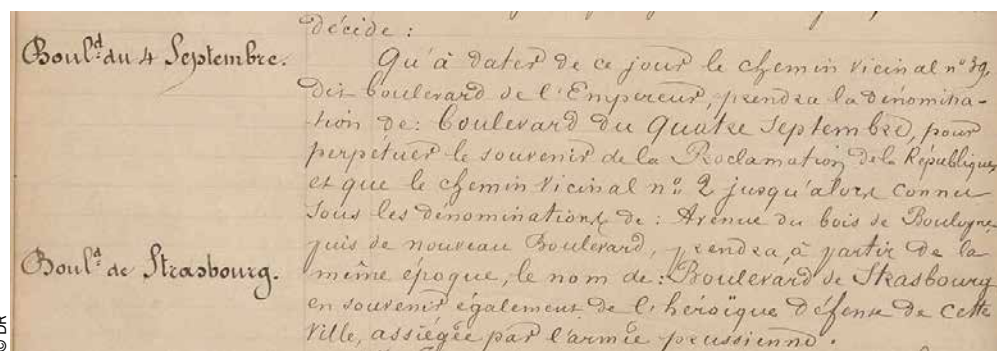 décide :
Boul.d du 4 Septembre.
Qu'à dater de ce jour le chemin vicinal nº 39,
dit boulevard de l'Empereur, prendra la dénomina-
tion de : boulevard du Quatre Septembre, pour
perpétuer le souvenir de la Proclamation de la République,
et que le chemin vicinal nº 2 jusqu'alors connu
sous les dénominations de : Avenue du bois de Boulogne,
puis de nouveau Boulevard, prendra, à partir de la
Boul.d de Strasbourg.
même époque, le nom de : Boulevard de Strasbourg
en souvenir également de l'héroïque défense de cette
ville, assiégée par l'armée prussienne.
© DR